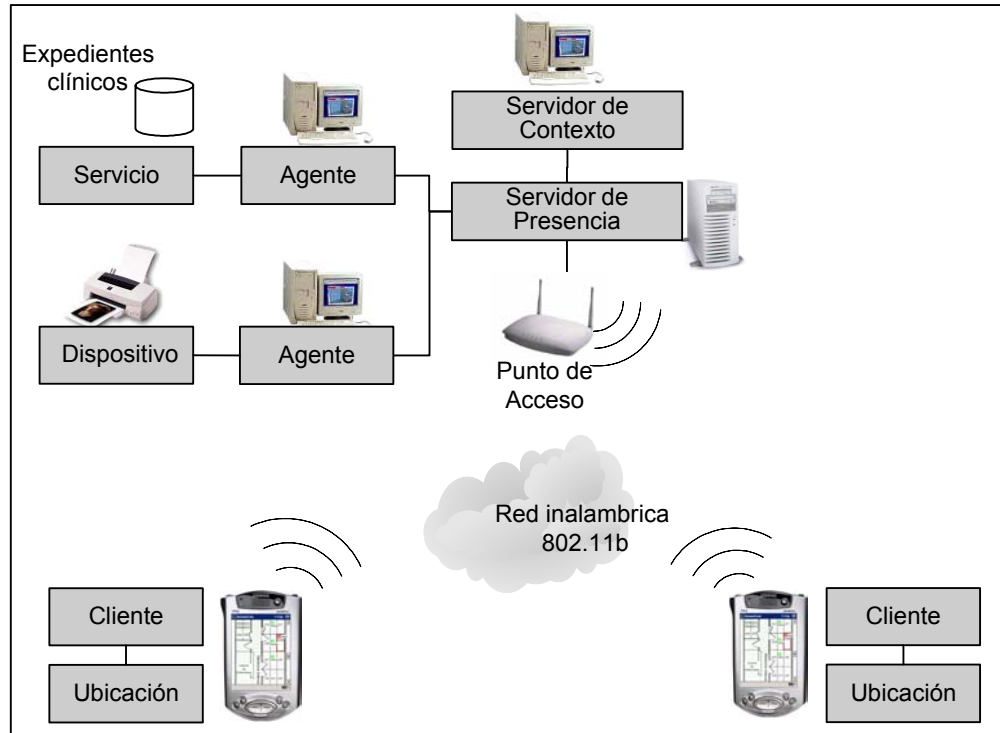 Expedientes
clínicos
Servidor de
Contexto
Servicio
Agente
Servidor de
Presencia
Dispositivo
Agente
Punto de
Acceso
Red inalambrica
802.11b
Cliente
Ubicación
Cliente
Ubicación